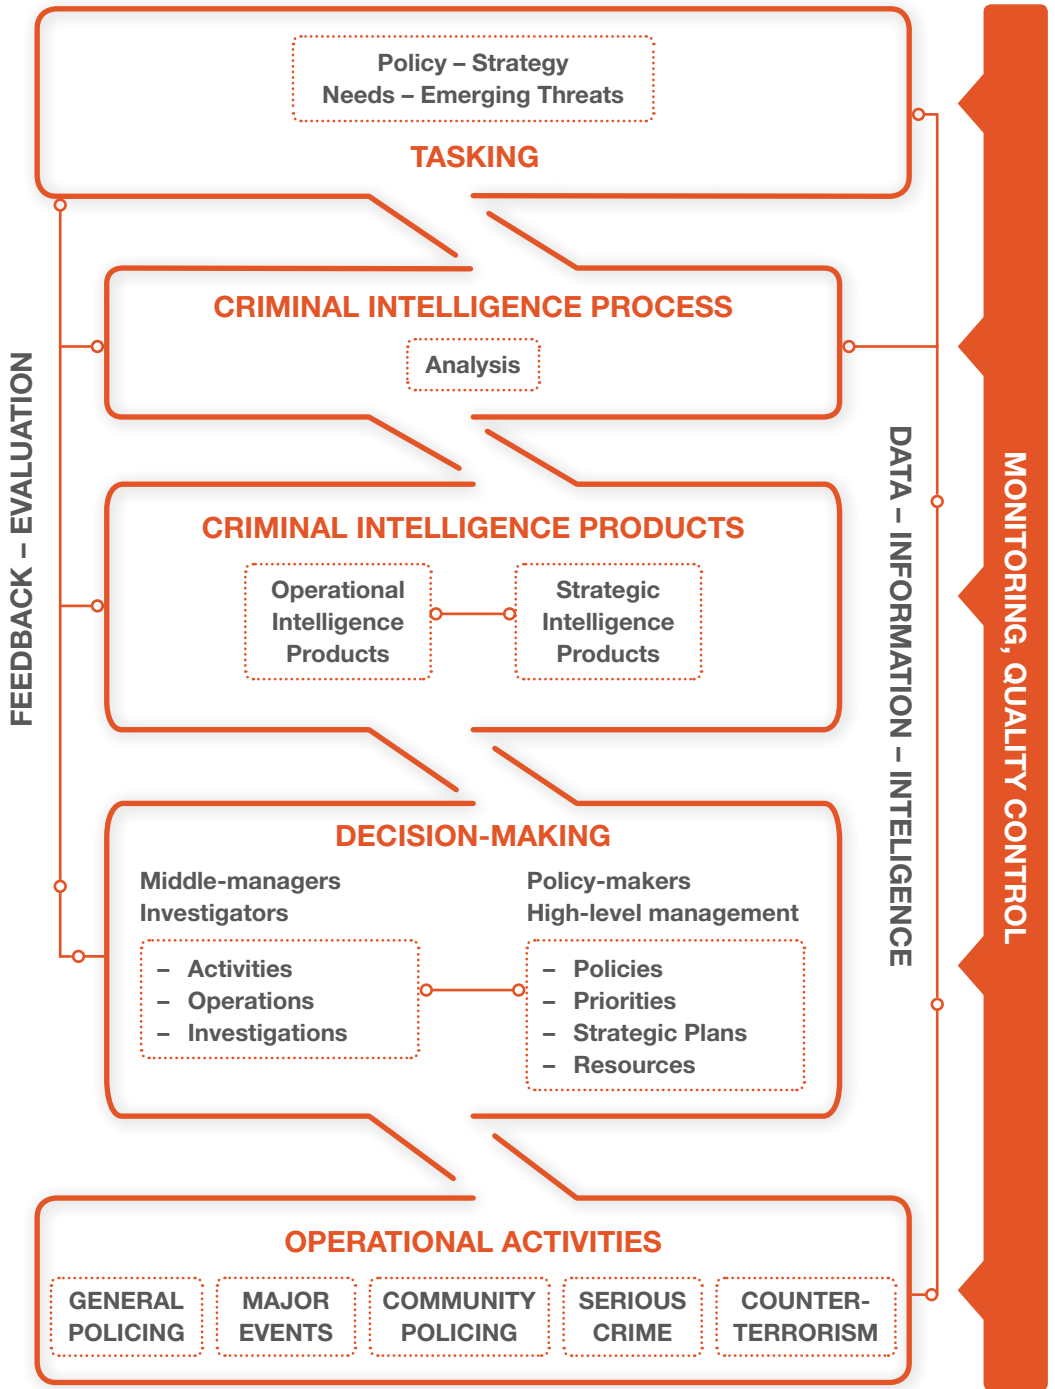 Policy – Strategy
Needs – Emerging Threats
TASKING
CRIMINAL INTELLIGENCE PROCESS
Analysis
CRIMINAL INTELLIGENCE PRODUCTS
Operational
Intelligence
Products
Strategic
Intelligence
Products
DECISION-MAKING
Middle-managers
Investigators
– Activities
– Operations
– Investigations
Policy-makers
High-level management
– Policies
– Priorities
– Strategic Plans
– Resources
OPERATIONAL ACTIVITIES
GENERAL
POLICING
MAJOR
EVENTS
COMMUNITY
POLICING
SERIOUS
CRIME
COUNTER-
TERRORISM
FEEDBACK – EVALUATION
DATA – INFORMATION – INTELIGENCE
MONITORING, QUALITY CONTROL